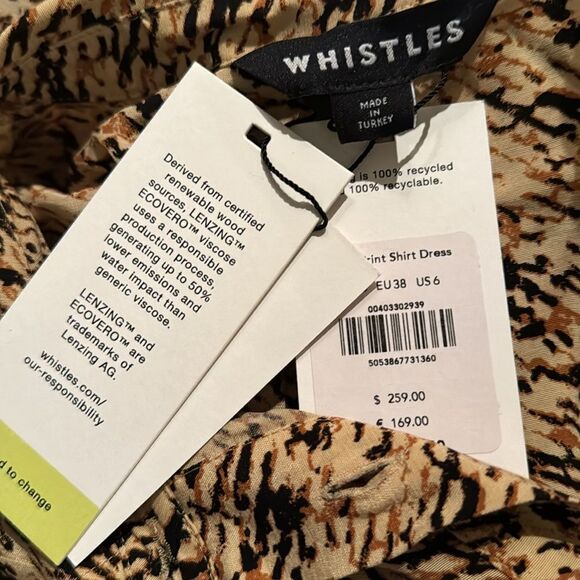 WHISTLES
MADE
IN
TURKEY
Derived from certified
renewable wood
sources, LENZING™
ECOVERO™ viscose
uses a responsible
production process,
generating up to 50%
lower emissions and
water impact than
generic viscose.
LENZING™ and
ECOVERO™ are
trademarks of
Lenzing AG.
whistles.com/
our-responsibility
to change
is 100% recycled
100% recyclable.
Shirt Dress
EU38 US6
00403302939
5053867731360
$ 259.00
169.00